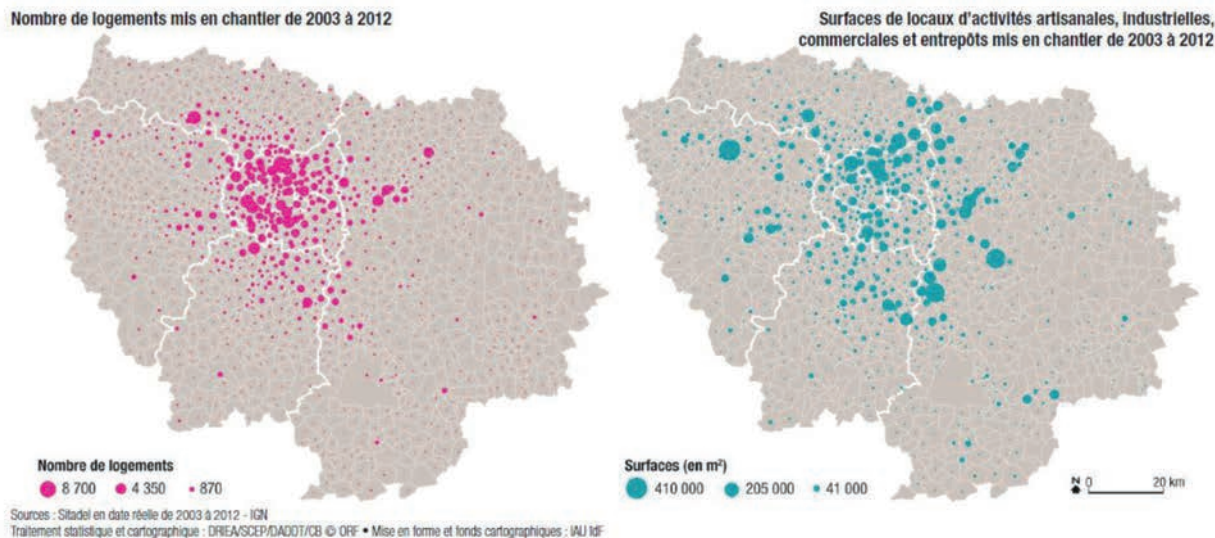 Nombre de logements mis en chantier de 2003 à 2012
Surfaces de locaux d'activités artisanales, industrielles,
commerciales et entrepôts mis en chantier de 2003 à 2012
Nombre de logements
8 700
4 350
870
Surfaces (en m²)
410 000
205 000
41 000
N
0
20 km
Sources : Sitadel en date réelle de 2003 à 2012 - IGN
Traitement statistique et cartographique : DRIEA/SCEP/DADDT/CB © ORF • Mise en forme et fonds cartographiques : IAU îdF